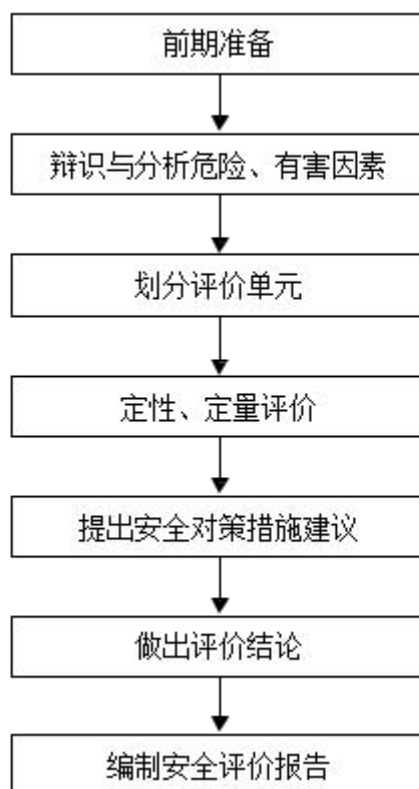 前期准备
辩识与分析危险、有害因素
划分评价单元
定性、定量评价
提出安全对策措施建议
做出评价结论
编制安全评价报告